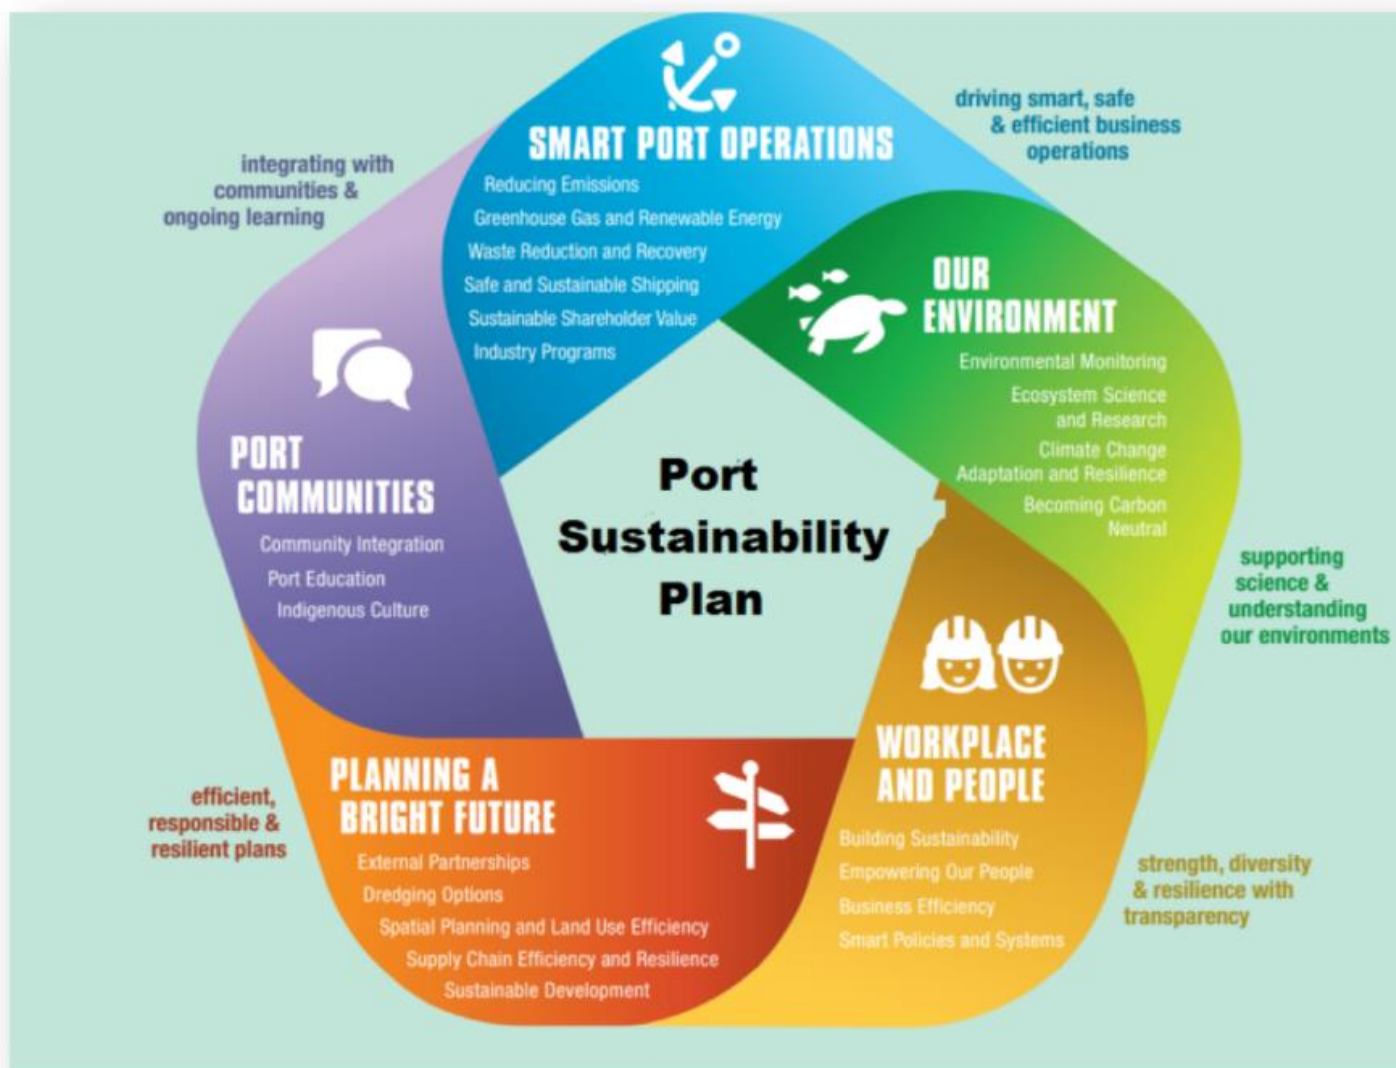 SMART PORT OPERATIONS
Reducing Emissions
Greenhouse Gas and Renewable Energy
Waste Reduction and Recovery
Safe and Sustainable Shipping
Sustainable Shareholder Value
Industry Programs
driving smart, safe
& efficient business
operations
OUR
ENVIRONMENT
Environmental Monitoring
Ecosystem Science
and Research
Climate Change
Adaptation and Resilience
Becoming Carbon
Neutral
supporting
science &
understanding
our environments
WORKPLACE
AND PEOPLE
Building Sustainability
Empowering Our People
Business Efficiency
Smart Policies and Systems
strength, diversity
& resilience with
transparency
PLANNING A
BRIGHT FUTURE
External Partnerships
Dredging Options
Spatial Planning and Land Use Efficiency
Supply Chain Efficiency and Resilience
Sustainable Development
efficient,
responsible &
resilient plans
PORT
COMMUNITIES
Community Integration
Port Education
Indigenous Culture
integrating with
communities &
ongoing learning
Port
Sustainability
Plan